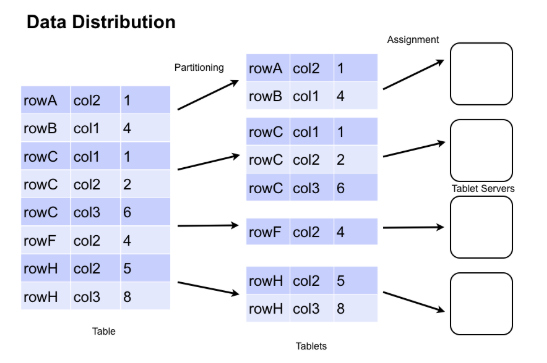 Data Distribution
Partitioning
Assignment
rowA col2 1
rowB col1 4
rowC col1 1
rowC col2 2
rowC col3 6
rowF col2 4
rowH col2 5
rowH col3 8
Table
rowA col2 1
rowB col1 4
rowC col1 1
rowC col2 2
rowC col3 6
rowF col2 4
rowH col2 5
rowH col3 8
Tablets
Tablet Servers